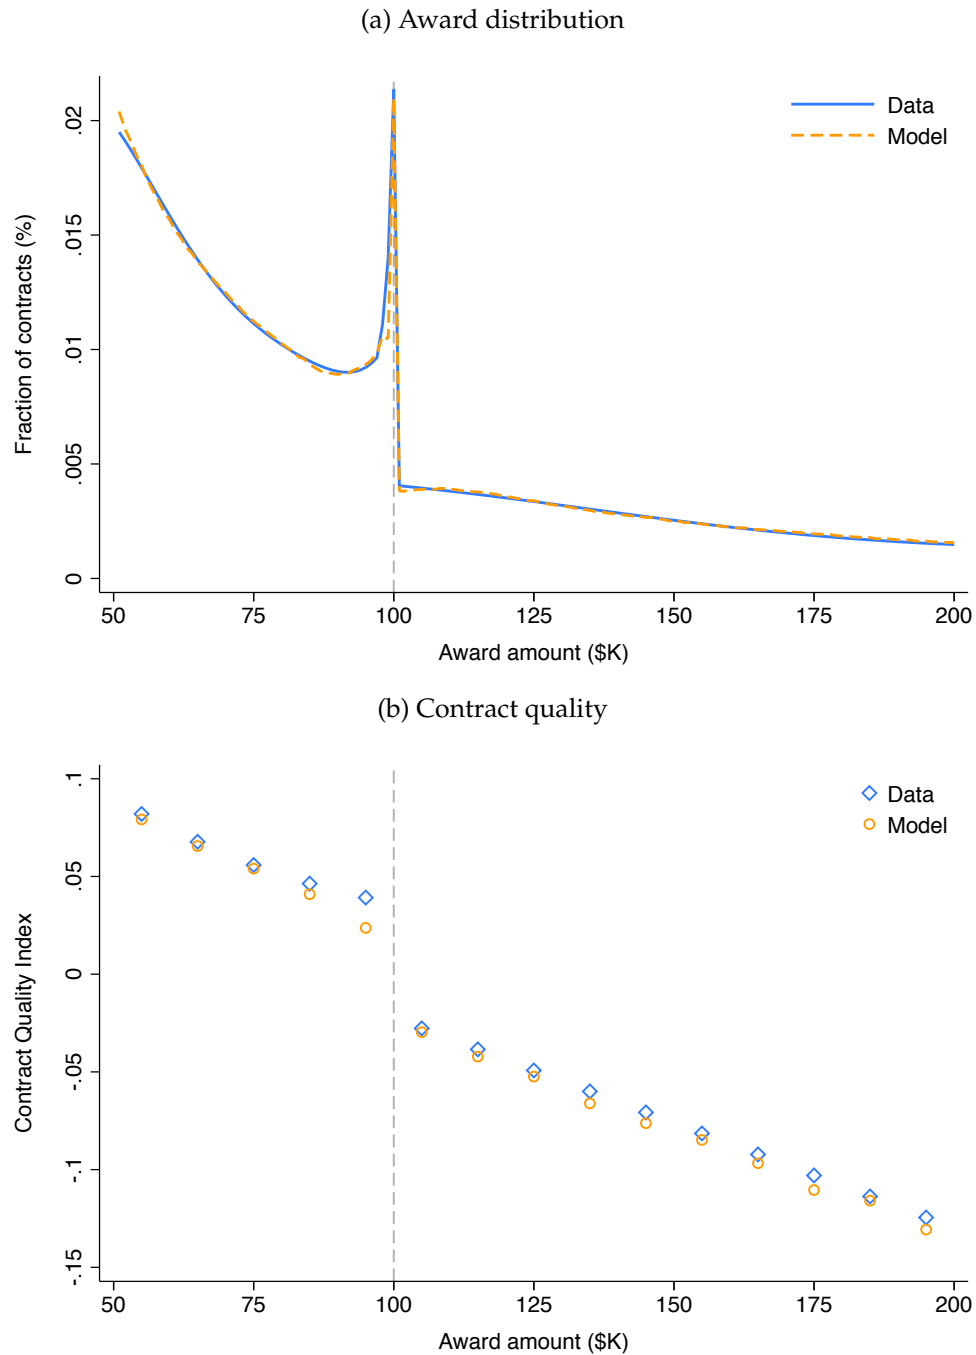 (a) Award distribution
Data
Model
Fraction of contracts (%)
.02
.015
.01
.005
0
50 75 100 125 150 175 200
Award amount ($K)
(b) Contract quality
Data
Model
Contract Quality Index
.1
.05
0
-.05
-.1
-.15
50 75 100 125 150 175 200
Award amount ($K)